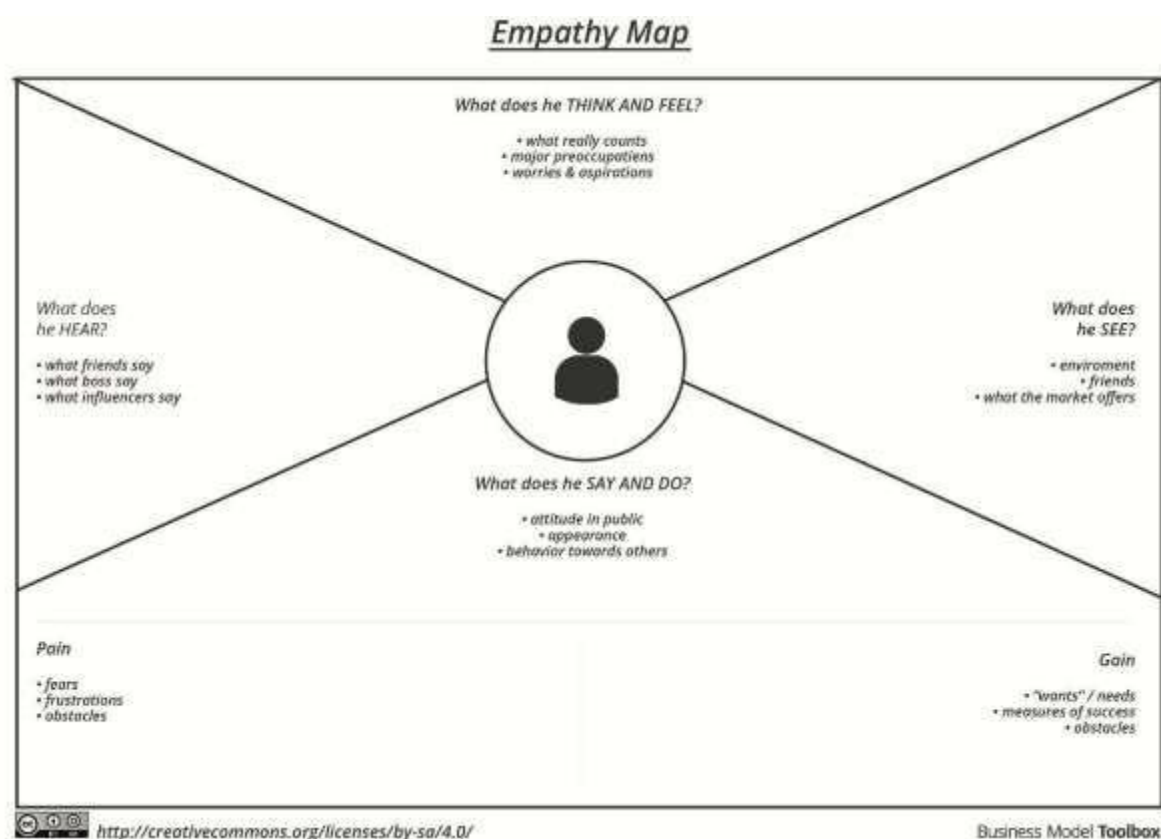 Empathy Map
What does he THINK AND FEEL?
• what really counts
• major preoccupatiens
• worries & aspirations
What does
he HEAR?
• what friends say
• what boss say
• what influencers say
What does
he SEE?
• enviroment
• friends
• what the market offers
What does he SAY AND DO?
• attitude in public
• appearance
• behavior towards others
Pain
• fears
• frustrations
• obstacles
Gain
• "wants" / needs
• measures of success
• obstacles
http://creativecommons.org/licenses/by-sa/4.0/
Business Model Toolbox